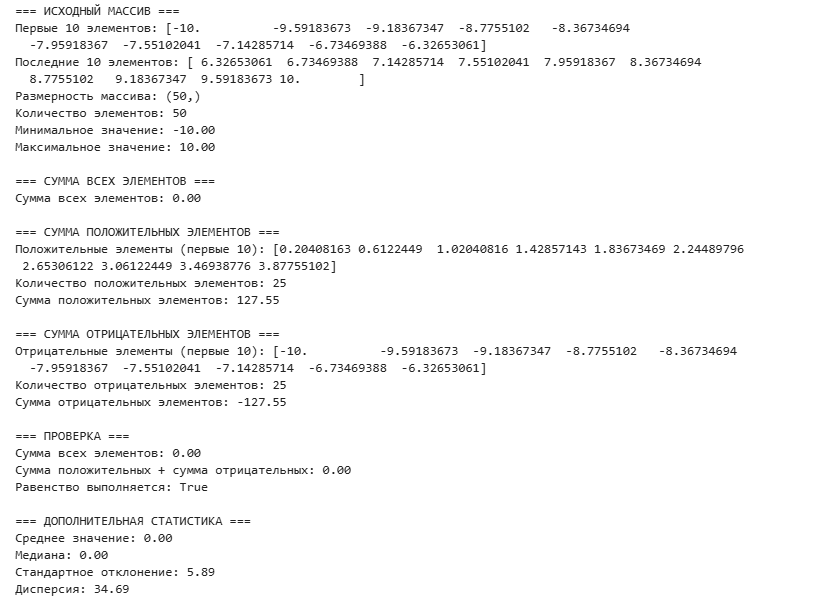 === ИСХОДНЫЙ МАССИВ ===
Первые 10 элементов: [-10.          -9.59183673  -9.18367347  -8.7755102   -8.36734694
  -7.95918367  -7.55102041  -7.14285714  -6.73469388  -6.32653061]
Последние 10 элементов: [ 6.32653061  6.73469388  7.14285714  7.55102041  7.95918367  8.36734694
  8.7755102   9.18367347  9.59183673 10.        ]
Размерность массива: (50,)
Количество элементов: 50
Минимальное значение: -10.00
Максимальное значение: 10.00

=== СУММА ВСЕХ ЭЛЕМЕНТОВ ===
Сумма всех элементов: 0.00

=== СУММА ПОЛОЖИТЕЛЬНЫХ ЭЛЕМЕНТОВ ===
Положительные элементы (первые 10): [0.20408163 0.6122449  1.02040816 1.42857143 1.83673469 2.24489796
 2.65306122 3.06122449 3.46938776 3.87755102]
Количество положительных элементов: 25
Сумма положительных элементов: 127.55

=== СУММА ОТРИЦАТЕЛЬНЫХ ЭЛЕМЕНТОВ ===
Отрицательные элементы (первые 10): [-10.          -9.59183673  -9.18367347  -8.7755102   -8.36734694
  -7.95918367  -7.55102041  -7.14285714  -6.73469388  -6.32653061]
Количество отрицательных элементов: 25
Сумма отрицательных элементов: -127.55

=== ПРОВЕРКА ===
Сумма всех элементов: 0.00
Сумма положительных + сумма отрицательных: 0.00
Равенство выполняется: True

=== ДОПОЛНИТЕЛЬНАЯ СТАТИСТИКА ===
Среднее значение: 0.00
Медиана: 0.00
Стандартное отклонение: 5.89
Дисперсия: 34.69